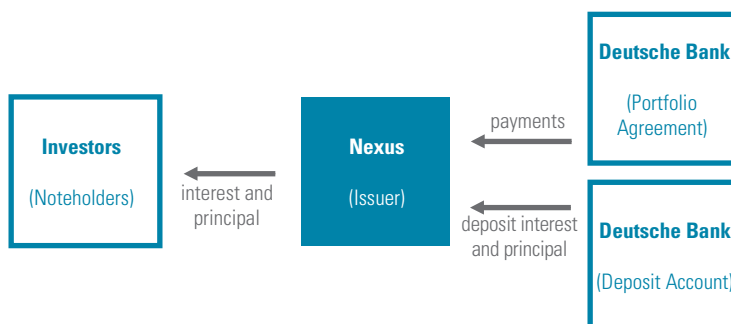 Investors
(Noteholders)
interest and
principal
Nexus
(Issuer)
payments
deposit interest
and principal
Deutsche Bank
(Portfolio
Agreement)
Deutsche Bank
(Deposit Account)